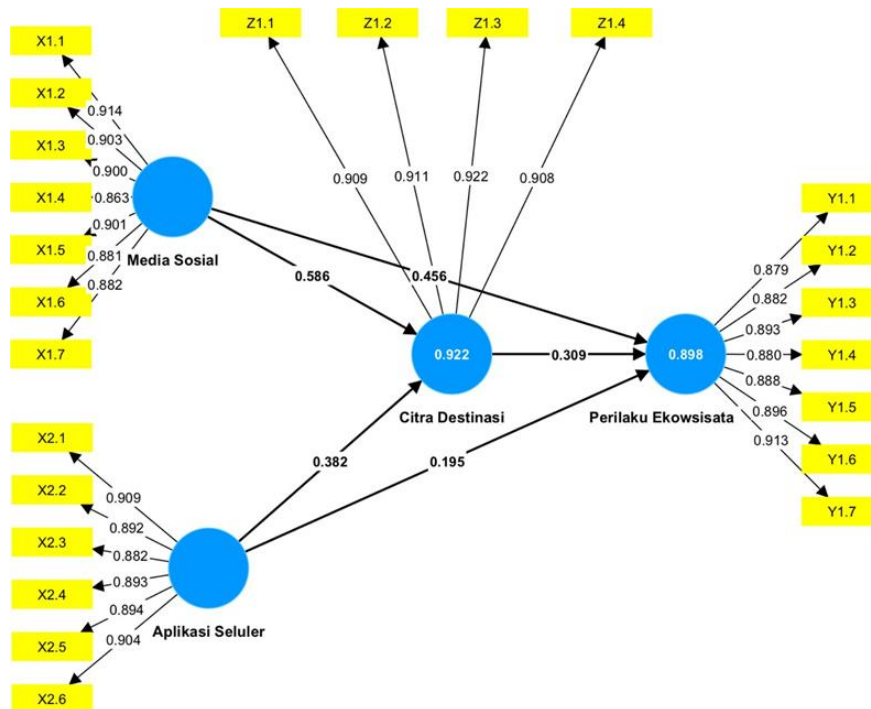 Z1.1
Z1.2
Z1.3
Z1.4
X1.1
X1.2
X1.3
X1.4
X1.5
X1.6
X1.7
0.914
0.903
0.900
0.863
0.901
0.881
0.882
Media Sosial
0.909
0.911
0.922
0.908
0.586
0.456
0.922
Citra Destinasi
0.309
0.898
Perilaku Ekowsisata
0.879
0.882
0.893
0.880
0.888
0.896
0.913
Y1.1
Y1.2
Y1.3
Y1.4
Y1.5
Y1.6
Y1.7
0.382
0.195
X2.1
X2.2
X2.3
X2.4
X2.5
X2.6
0.909
0.892
0.882
0.893
0.894
0.904
Aplikasi Seluler